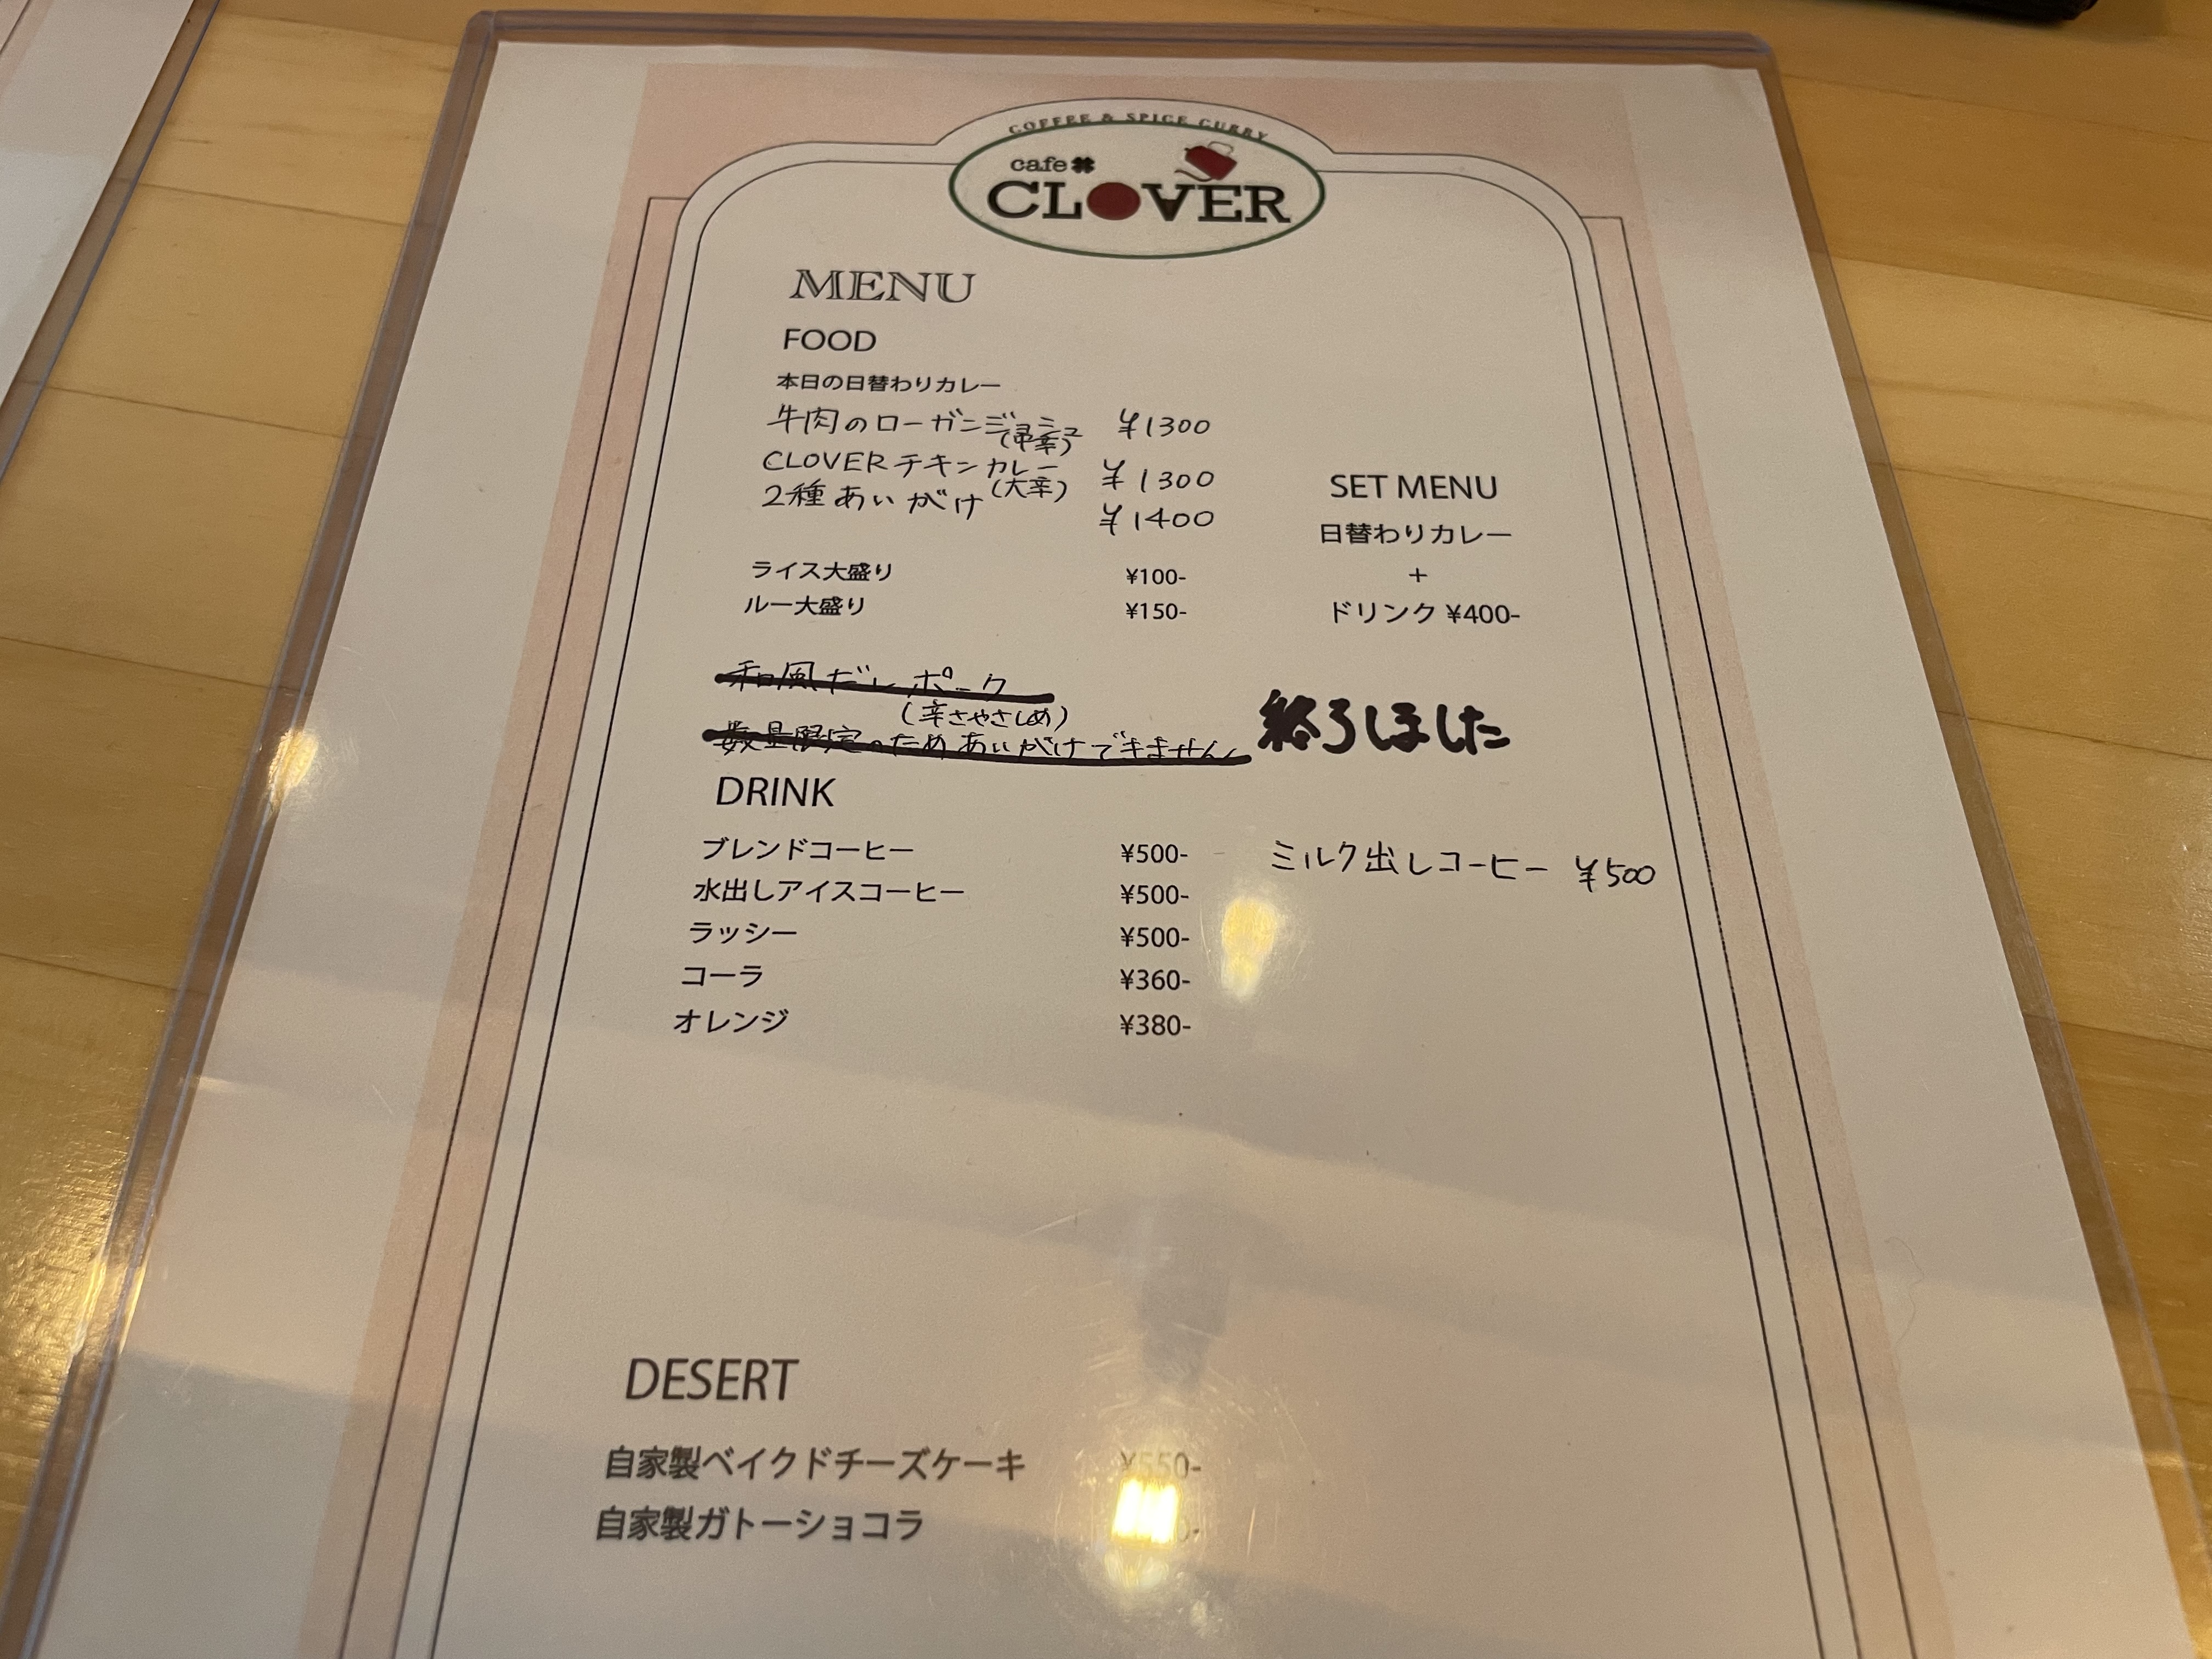 COFFEE & SPICE CURRY
cafe
CLOVER
MENU
FOOD
本日の日替わりカレー
牛肉のローガンジョシュ ¥1300
CLOVERチキンカレー ¥1300
(大辛)
2種あいがけ ¥1400
ライス大盛り ¥100-
ルー大盛り ¥150-
SET MENU
日替わりカレー
+
ドリンク ¥400-
和風だしポーク
(辛さやさしめ)
数量限定のためあいがけできません
終了しました
DRINK
ブレンドコーヒー ¥500-
水出しアイスコーヒー ¥500-
ラッシー ¥500-
コーラ ¥360-
オレンジ ¥380-
ミルク出しコーヒー ¥500
DESERT
自家製ベイクドチーズケーキ ¥550-
自家製ガトーショコラ